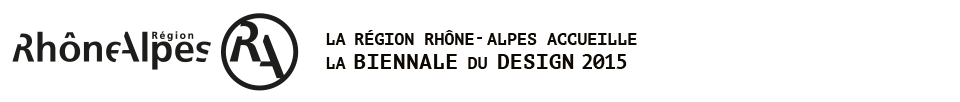 Région
RhôneAlpes
RA
LA RÉGION RHÔNE-ALPES ACCUEILLE
LA BIENNALE DU DESIGN 2015